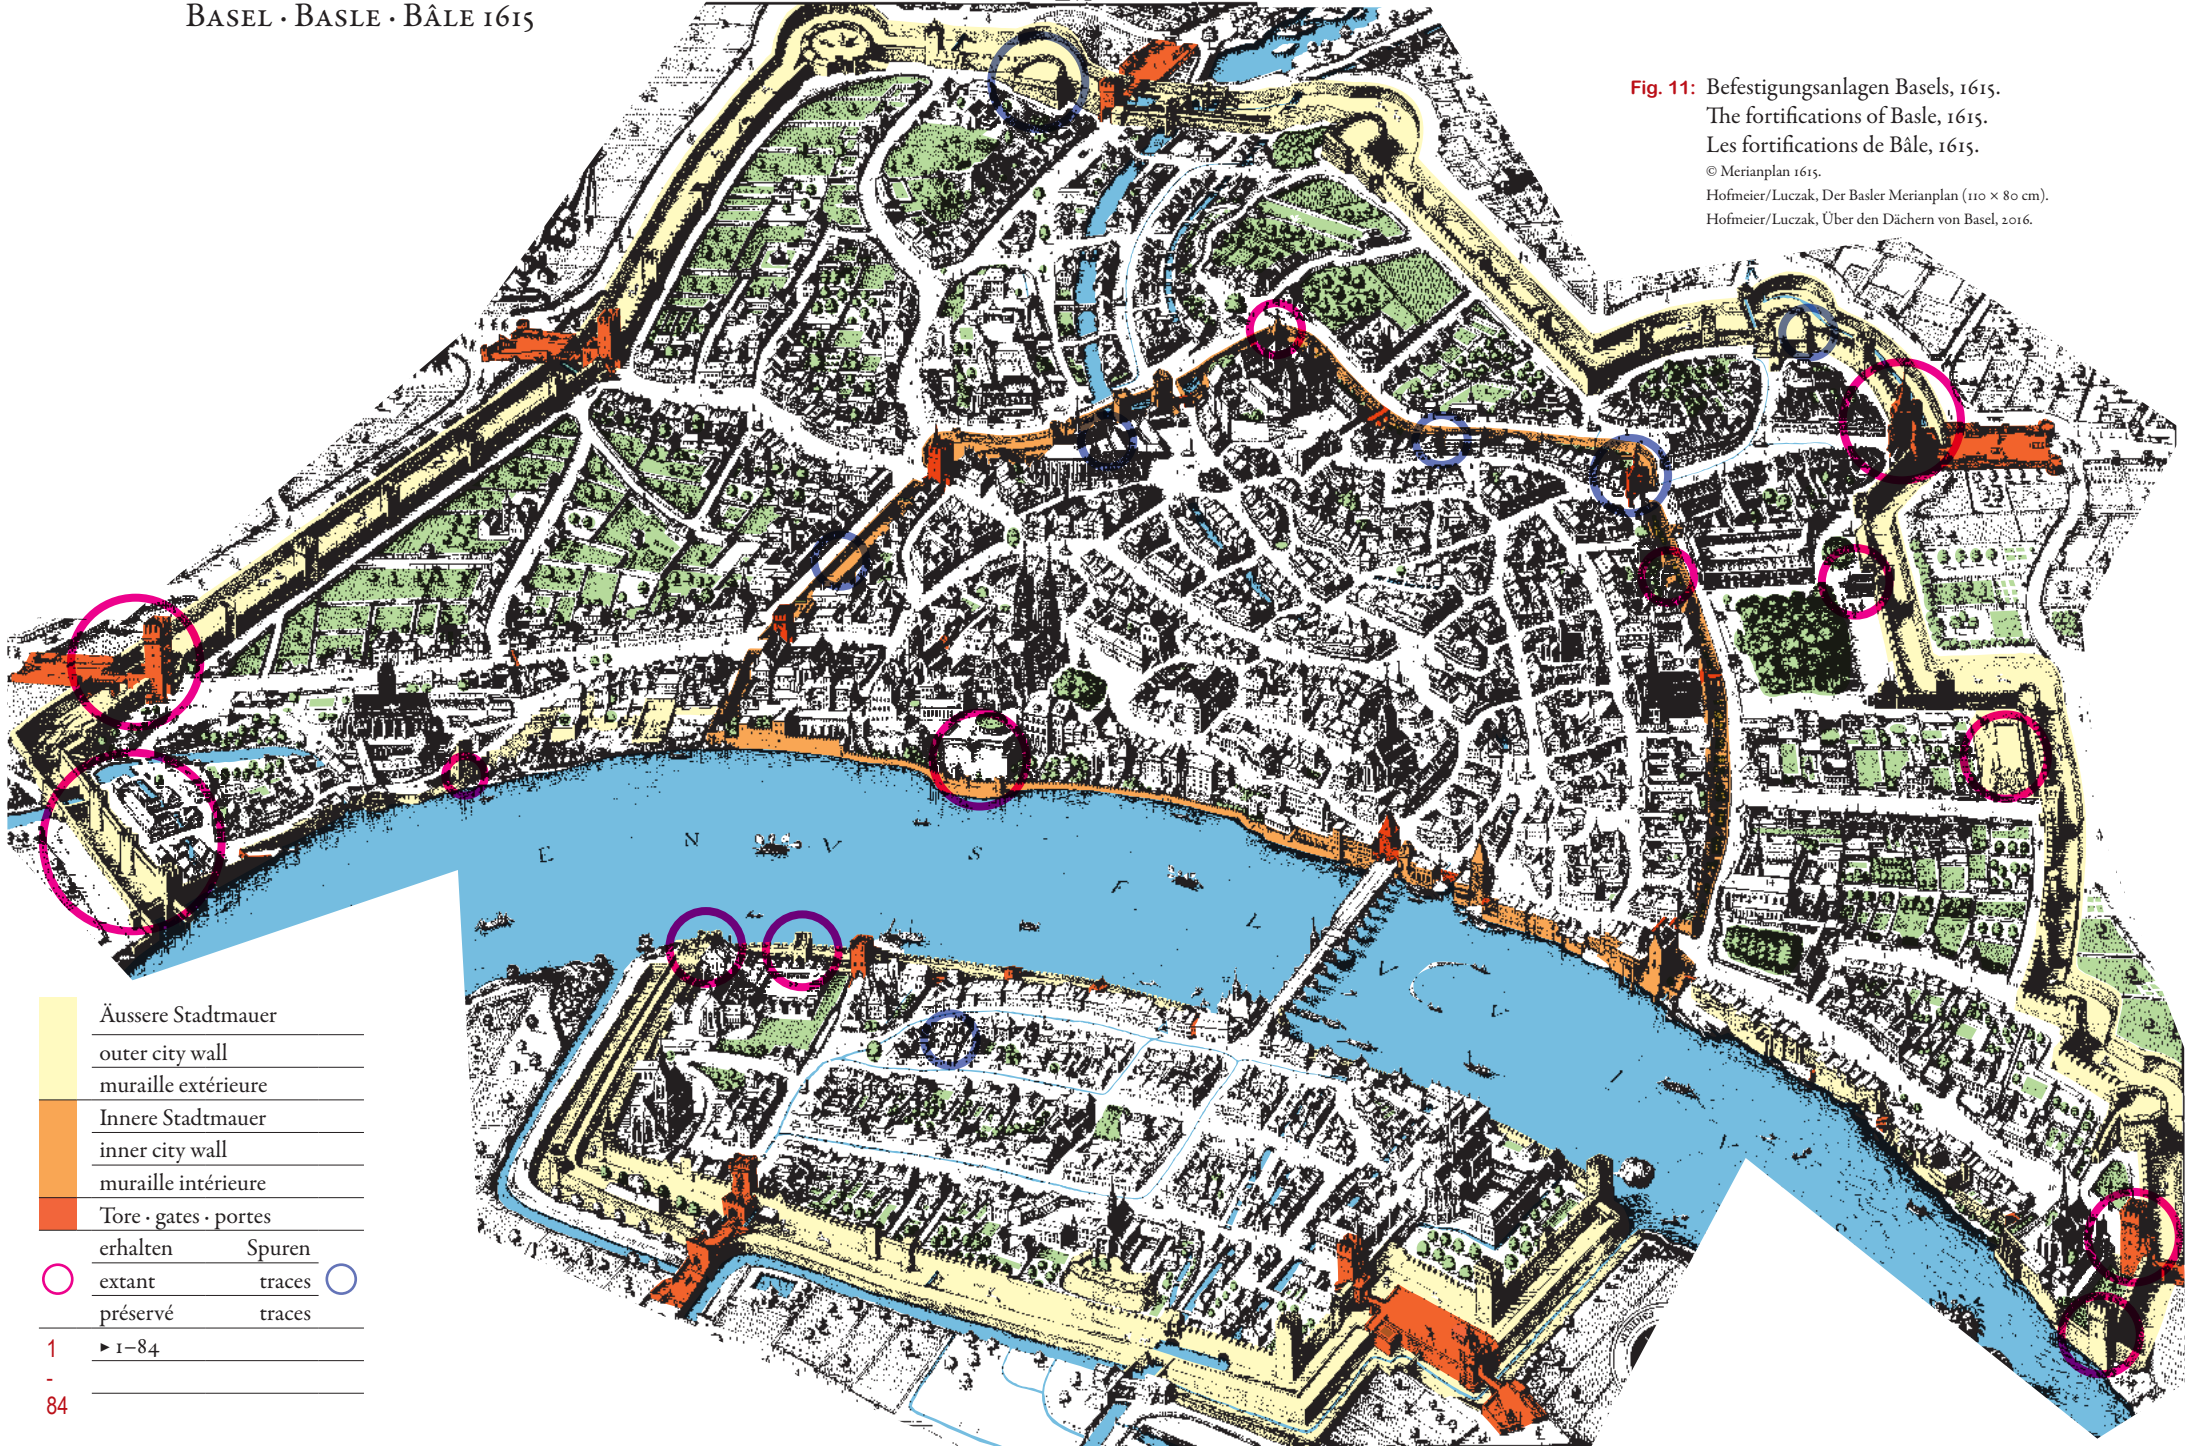 BASEL · BASLE · BÂLE 1615
Fig. 11: Befestigungsanlagen Basels, 1615.
The fortifications of Basle, 1615.
Les fortifications de Bâle, 1615.
© Merianplan 1615.
Hofmeier/Luczak, Der Basler Merianplan (110 × 80 cm).
Hofmeier/Luczak, Über den Dächern von Basel, 2016.
E N V S F L V
Äussere Stadtmauer
outer city wall
muraille extérieure
Innere Stadtmauer
inner city wall
muraille intérieure
Tore · gates · portes
erhalten Spuren
extant traces
préservé traces
1 ‣ 1–84
-
84